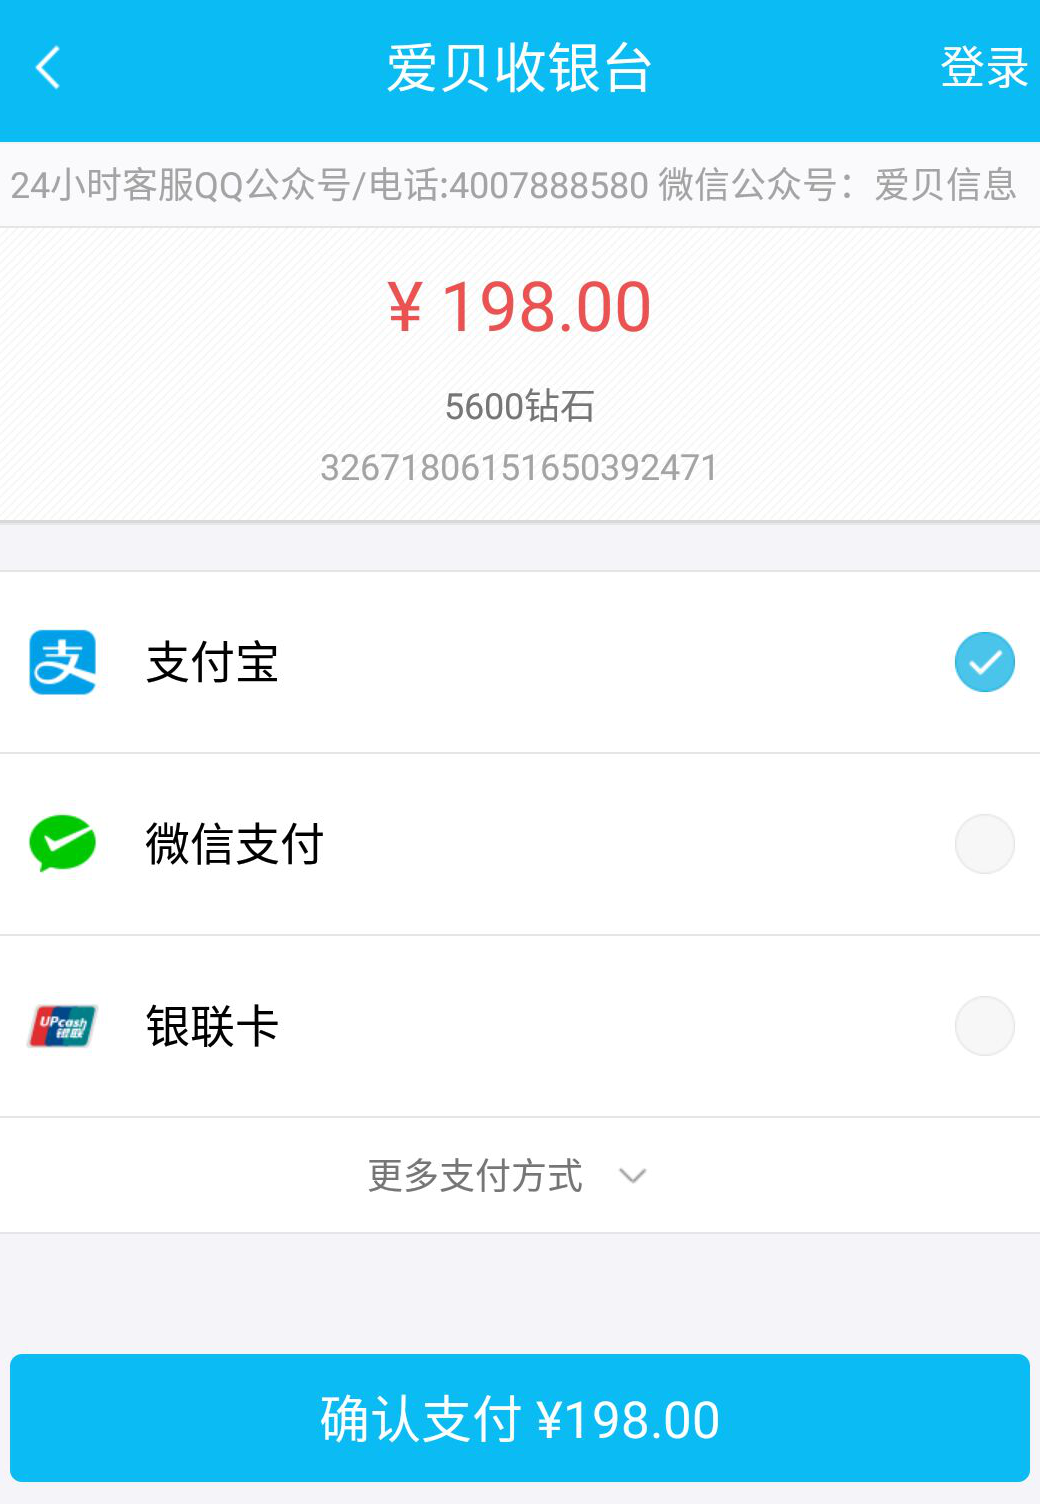 爱贝收银台
登录
24小时客服QQ公众号/电话:4007888580 微信公众号：爱贝信息
¥ 198.00
5600钻石
32671806151650392471
支
支付宝
微信支付
UPcash
银联
银联卡
更多支付方式
确认支付 ¥198.00